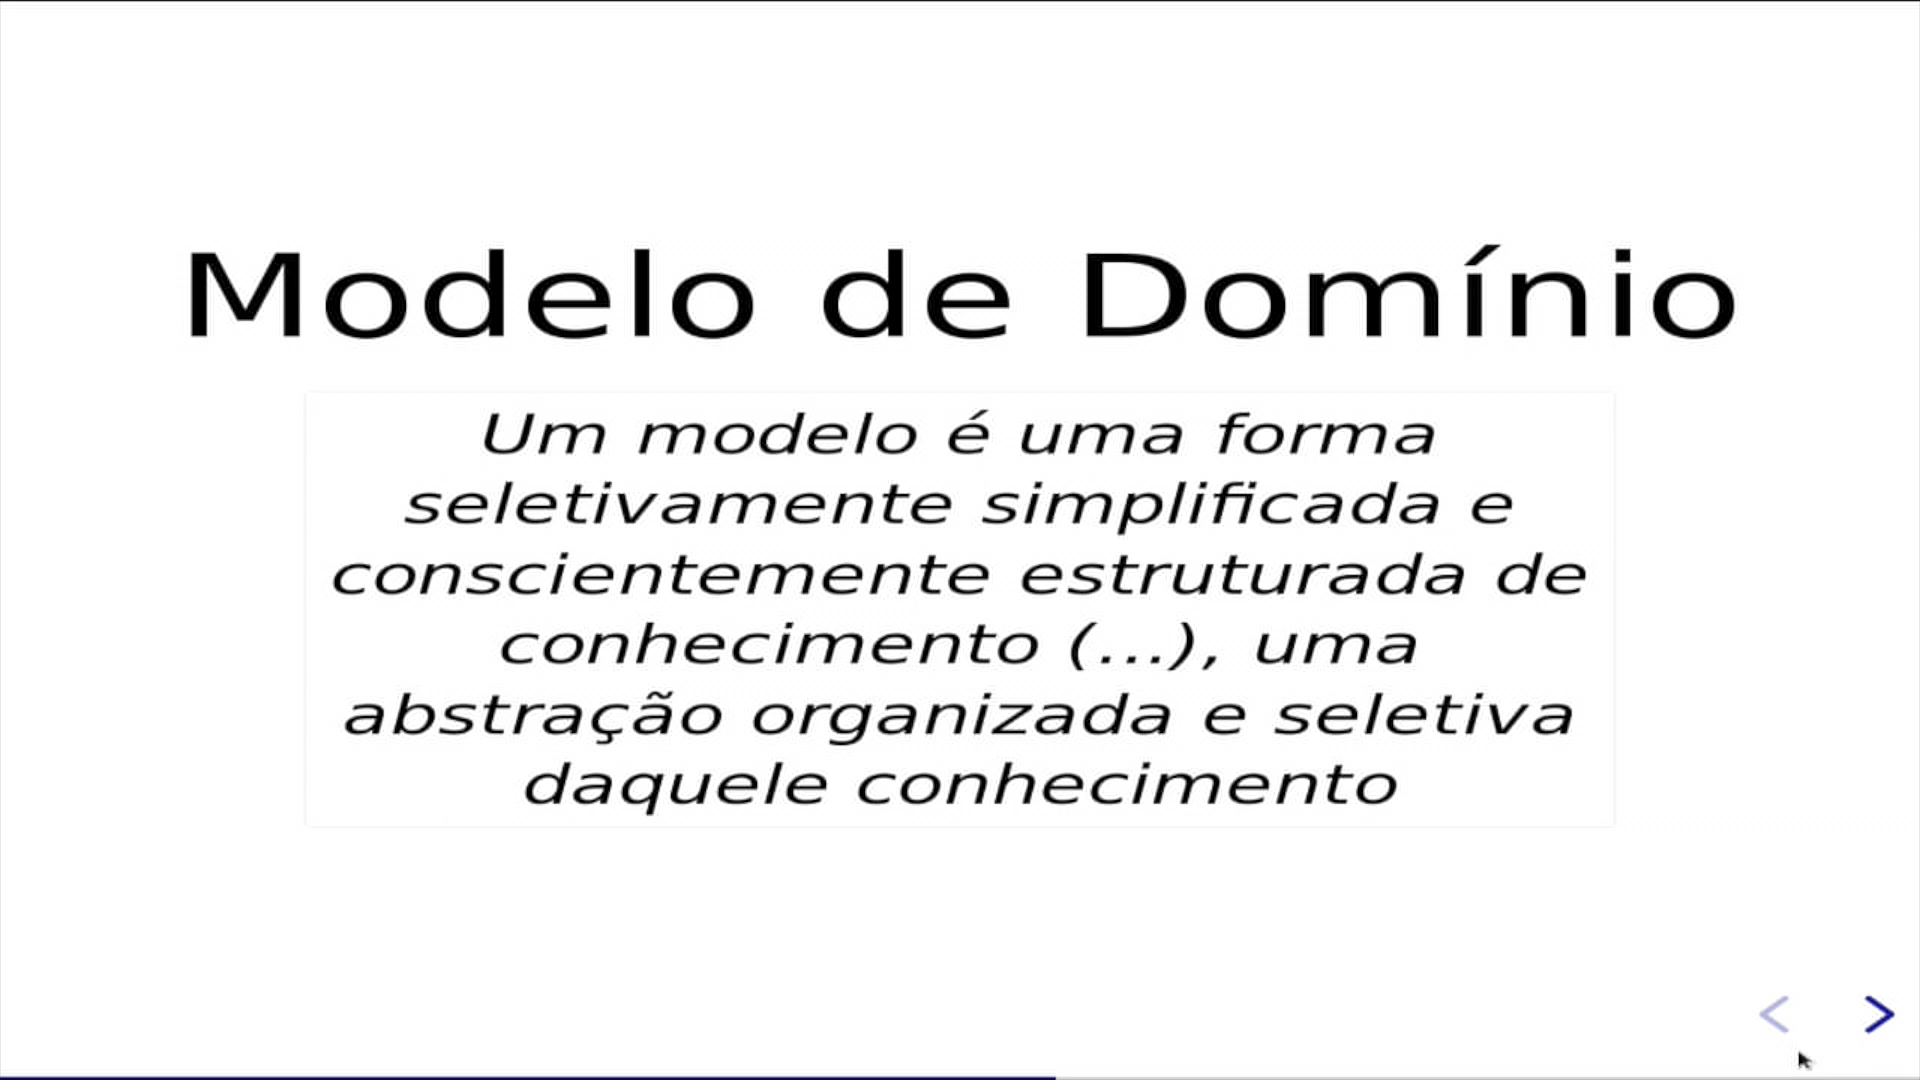 Modelo de Domínio
Um modelo é uma forma
seletivamente simplificada e
conscientemente estruturada de
conhecimento (...), uma
abstração organizada e seletiva
daquele conhecimento